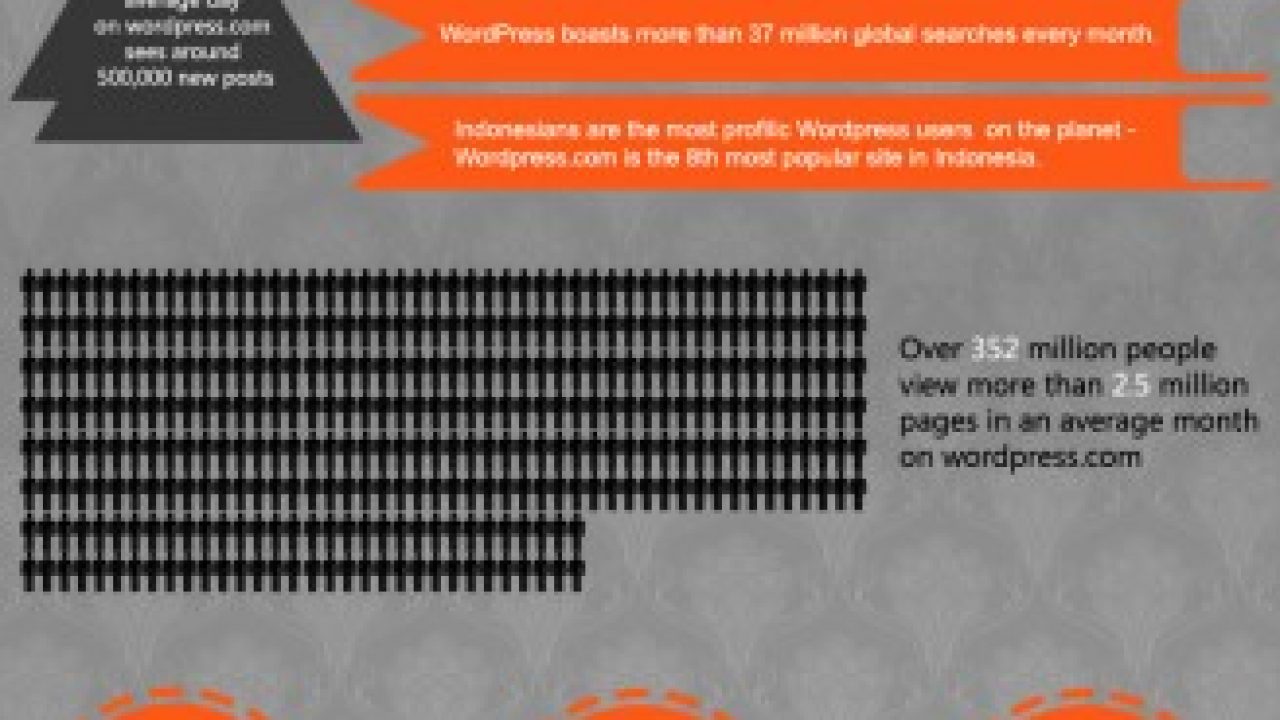 average day
on wordpress.com
sees around
500,000 new posts
WordPress boasts more than 37 million global searches every month.
Indonesians are the most profilic Wordpress users on the planet -
Wordpress.com is the 8th most popular site in Indonesia.
Over 352 million people
view more than 2.5 million
pages in an average month
on wordpress.com